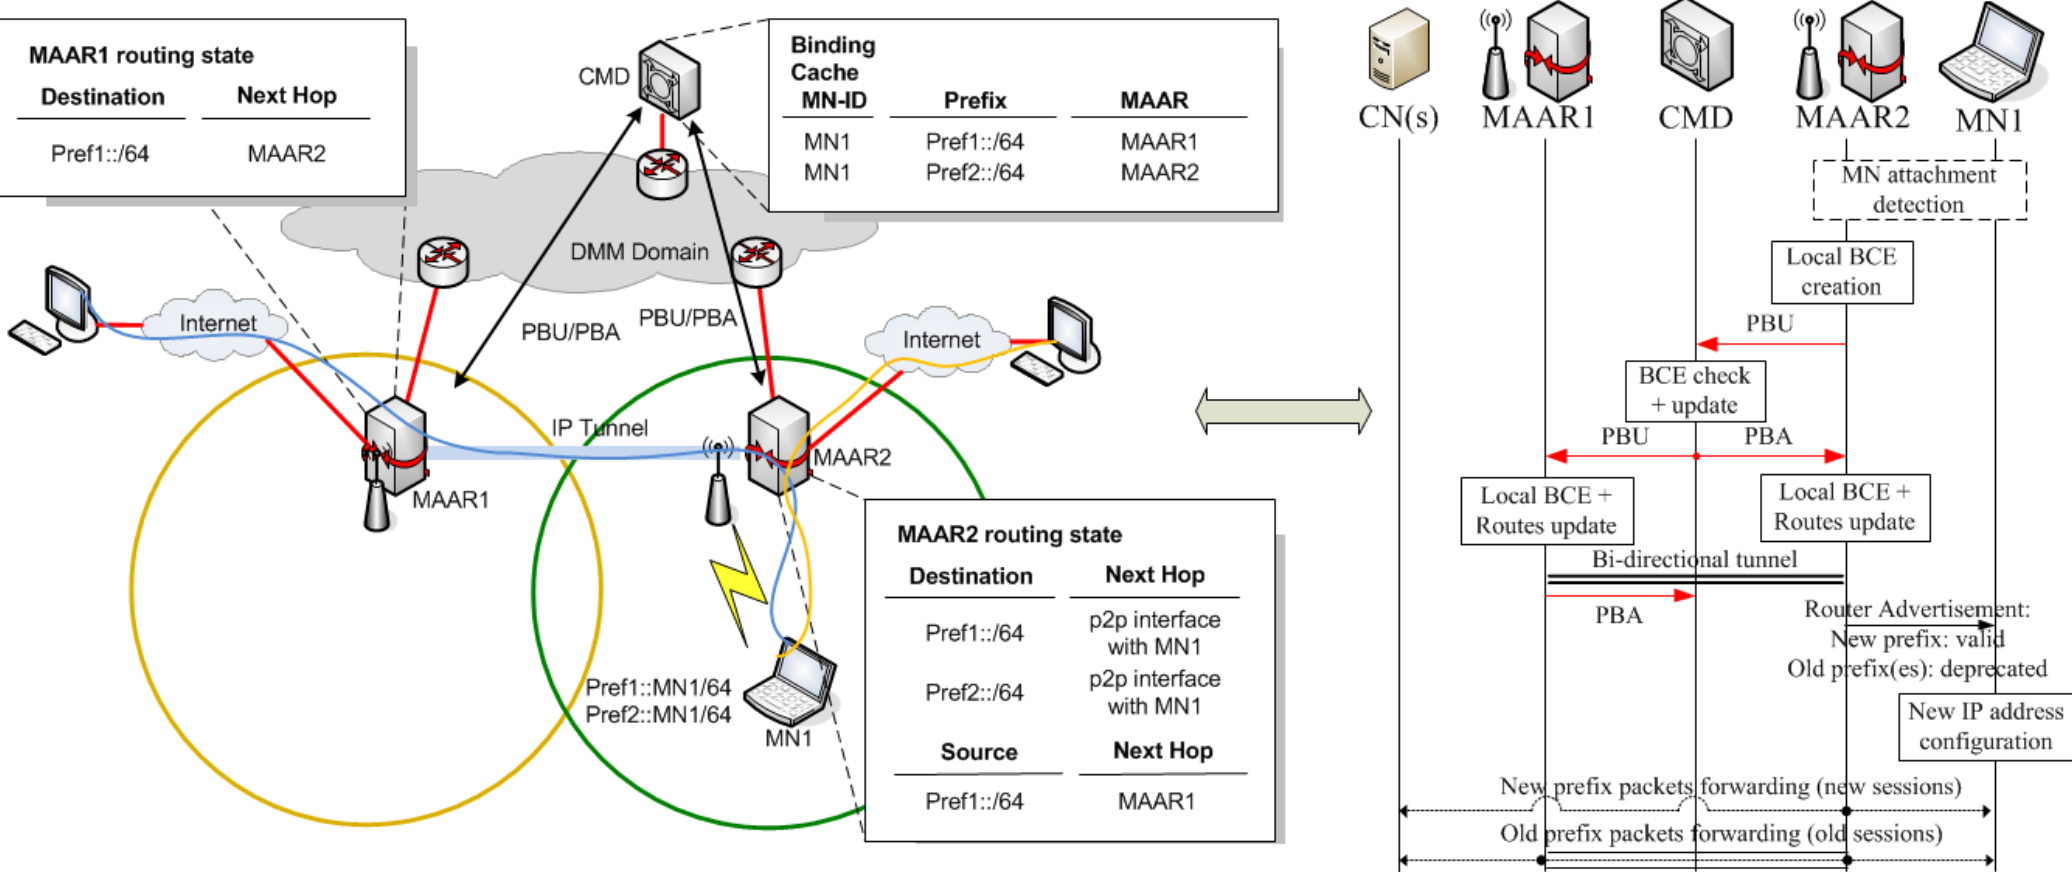 MAAR1 routing state
Destination Next Hop
Pref1::/64 MAAR2
CMD
Binding
Cache
MN-ID Prefix MAAR
MN1 Pref1::/64 MAAR1
MN1 Pref2::/64 MAAR2
DMM Domain
Internet
PBU/PBA
PBU/PBA
Internet
IP Tunnel
MAAR1
MAAR2
MAAR2 routing state
Destination Next Hop
Pref1::/64 p2p interface
with MN1
Pref2::/64 p2p interface
with MN1
Source Next Hop
Pref1::/64 MAAR1
Pref1::MN1/64
Pref2::MN1/64
MN1
CN(s) MAAR1 CMD MAAR2 MN1
MN attachment
detection
Local BCE
creation
PBU
BCE check
+ update
PBU PBA
Local BCE +
Routes update
Local BCE +
Routes update
Bi-directional tunnel
PBA
Router Advertisement:
New prefix: valid
Old prefix(es): deprecated
New IP address
configuration
New prefix packets forwarding (new sessions)
Old prefix packets forwarding (old sessions)